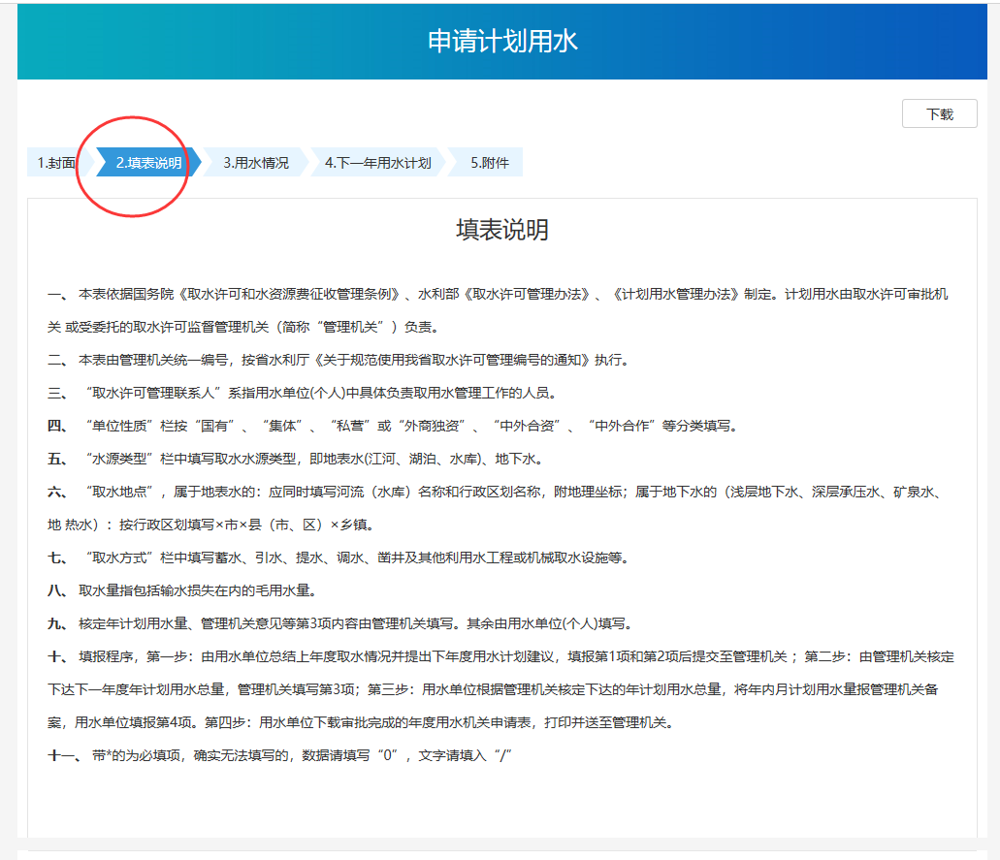 申请计划用水
下载
1.封面 2.填表说明 3.用水情况 4.下一年用水计划 5.附件
填表说明
一、 本表依据国务院《取水许可和水资源费征收管理条例》、水利部《取水许可管理办法》、《计划用水管理办法》制定。计划用水由取水许可审批机
关 或受委托的取水许可监督管理机关（简称“管理机关”）负责。
二、 本表由管理机关统一编号，按省水利厅《关于规范使用我省取水许可管理编号的通知》执行。
三、 “取水许可管理联系人”系指用水单位(个人)中具体负责取用水管理工作的人员。
四、 “单位性质”栏按“国有”、“集体”、“私营”或“外商独资”、“中外合资”、“中外合作”等分类填写。
五、 “水源类型”栏中填写取水水源类型，即地表水(江河、湖泊、水库)、地下水。
六、 “取水地点”，属于地表水的：应同时填写河流（水库）名称和行政区划名称，附地理坐标；属于地下水的（浅层地下水、深层承压水、矿泉水、
地 热水）：按行政区划填写×市×县（市、区）×乡镇。
七、 “取水方式”栏中填写蓄水、引水、提水、调水、凿井及其他利用水工程或机械取水设施等。
八、 取水量指包括输水损失在内的毛用水量。
九、 核定年计划用水量、管理机关意见等第3项内容由管理机关填写。其余由用水单位(个人)填写。
十、 填报程序，第一步：由用水单位总结上年度取水情况并提出下年度用水计划建议，填报第1项和第2项后提交至管理机关 ；第二步：由管理机关核定
下达下一年度年计划用水总量，管理机关填写第3项；第三步：用水单位根据管理机关核定下达的年计划用水总量，将年内月计划用水量报管理机关备
案，用水单位填报第4项。第四步：用水单位下载审批完成的年度用水机关申请表，打印并送至管理机关。
十一、 带*的为必填项，确实无法填写的，数据请填写“0”，文字请填入“/”